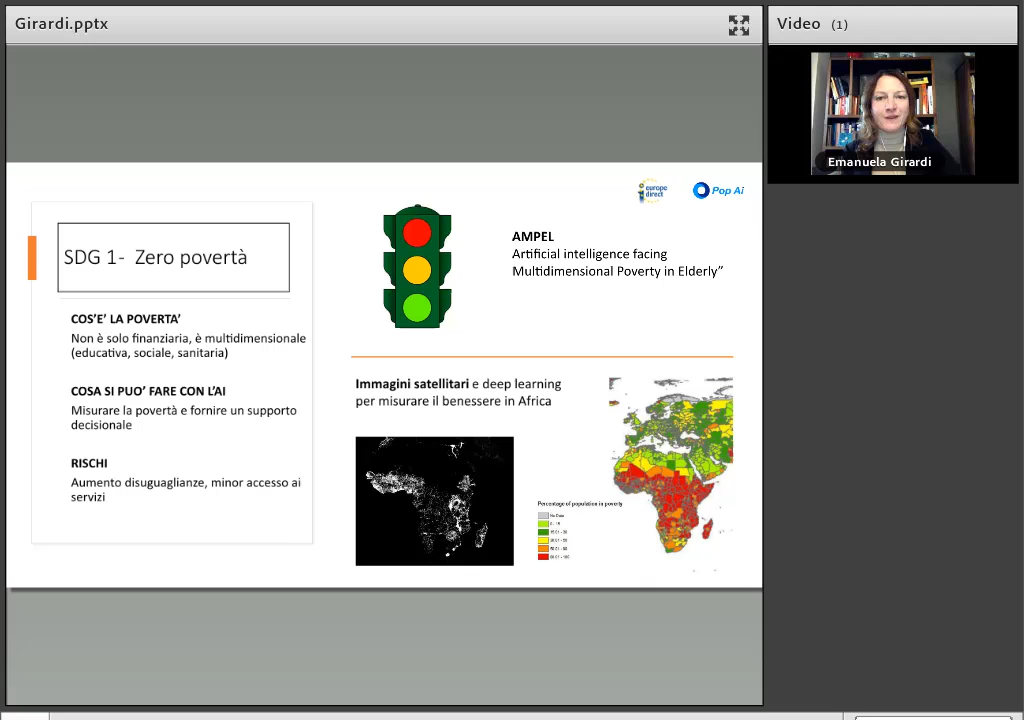 Girardi.pptx
Video (1)
Emanuela Girardi
europe
direct
Pop Ai
SDG 1- Zero povertà
COS’E’ LA POVERTA’
Non è solo finanziaria, è multidimensionale
(educativa, sociale, sanitaria)
COSA SI PUO’ FARE CON L’AI
Misurare la povertà e fornire un supporto
decisionale
RISCHI
Aumento disuguaglianze, minor accesso ai
servizi
AMPEL
Artificial intelligence facing
Multidimensional Poverty in Elderly”
Immagini satellitari e deep learning
per misurare il benessere in Africa
Percentage of population in poverty
No Data